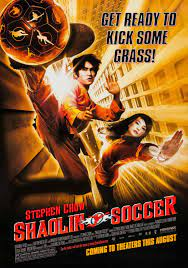 GET READY TO
KICK SOME
GRASS!
STEPHEN CHOW
SHAOLIN SOCCER
COMING TO THEATERS THIS AUGUST